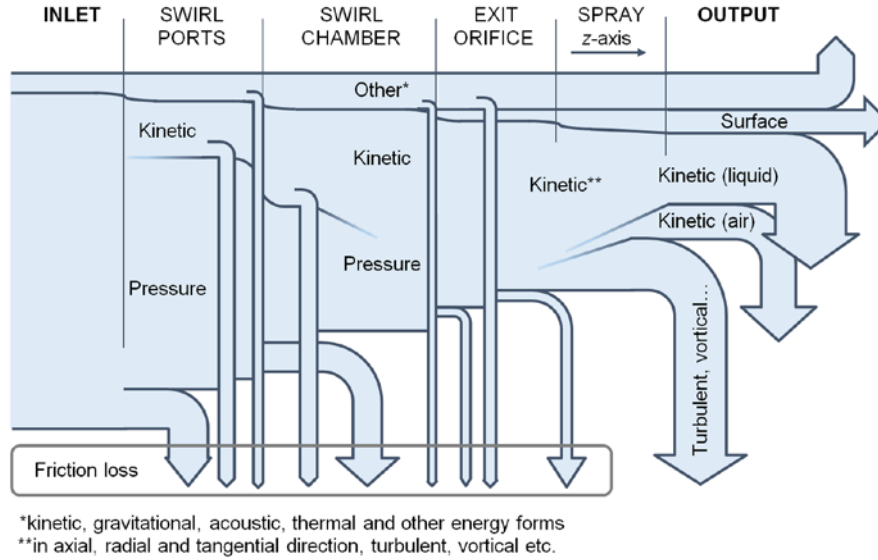 INLET
SWIRL
PORTS
SWIRL
CHAMBER
EXIT
ORIFICE
SPRAY
z-axis
OUTPUT
Other*
Surface
Kinetic
Kinetic
Kinetic**
Kinetic (liquid)
Kinetic (air)
Pressure
Pressure
Turbulent, vortical...
Friction loss
*kinetic, gravitational, acoustic, thermal and other energy forms
**in axial, radial and tangential direction, turbulent, vortical etc.